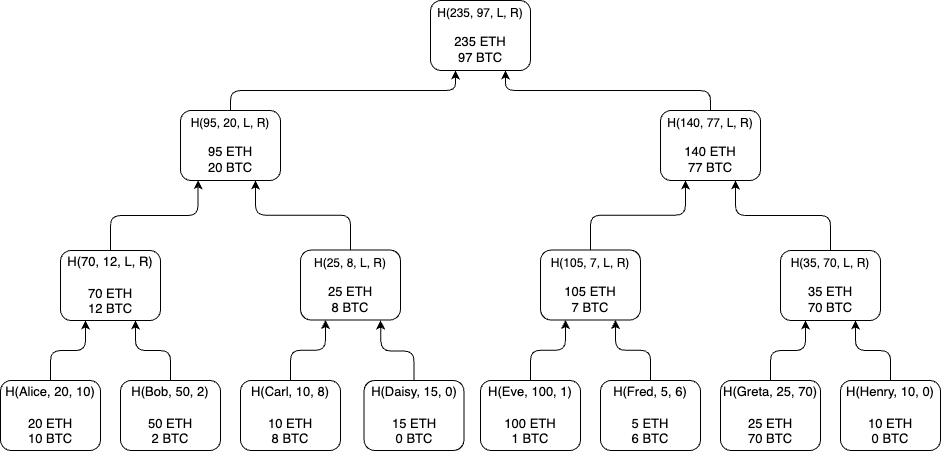 H(235, 97, L, R)
235 ETH
97 BTC
H(95, 20, L, R)
95 ETH
20 BTC
H(140, 77, L, R)
140 ETH
77 BTC
H(70, 12, L, R)
70 ETH
12 BTC
H(25, 8, L, R)
25 ETH
8 BTC
H(105, 7, L, R)
105 ETH
7 BTC
H(35, 70, L, R)
35 ETH
70 BTC
H(Alice, 20, 10)
20 ETH
10 BTC
H(Bob, 50, 2)
50 ETH
2 BTC
H(Carl, 10, 8)
10 ETH
8 BTC
H(Daisy, 15, 0)
15 ETH
0 BTC
H(Eve, 100, 1)
100 ETH
1 BTC
H(Fred, 5, 6)
5 ETH
6 BTC
H(Greta, 25, 70)
25 ETH
70 BTC
H(Henry, 10, 0)
10 ETH
0 BTC